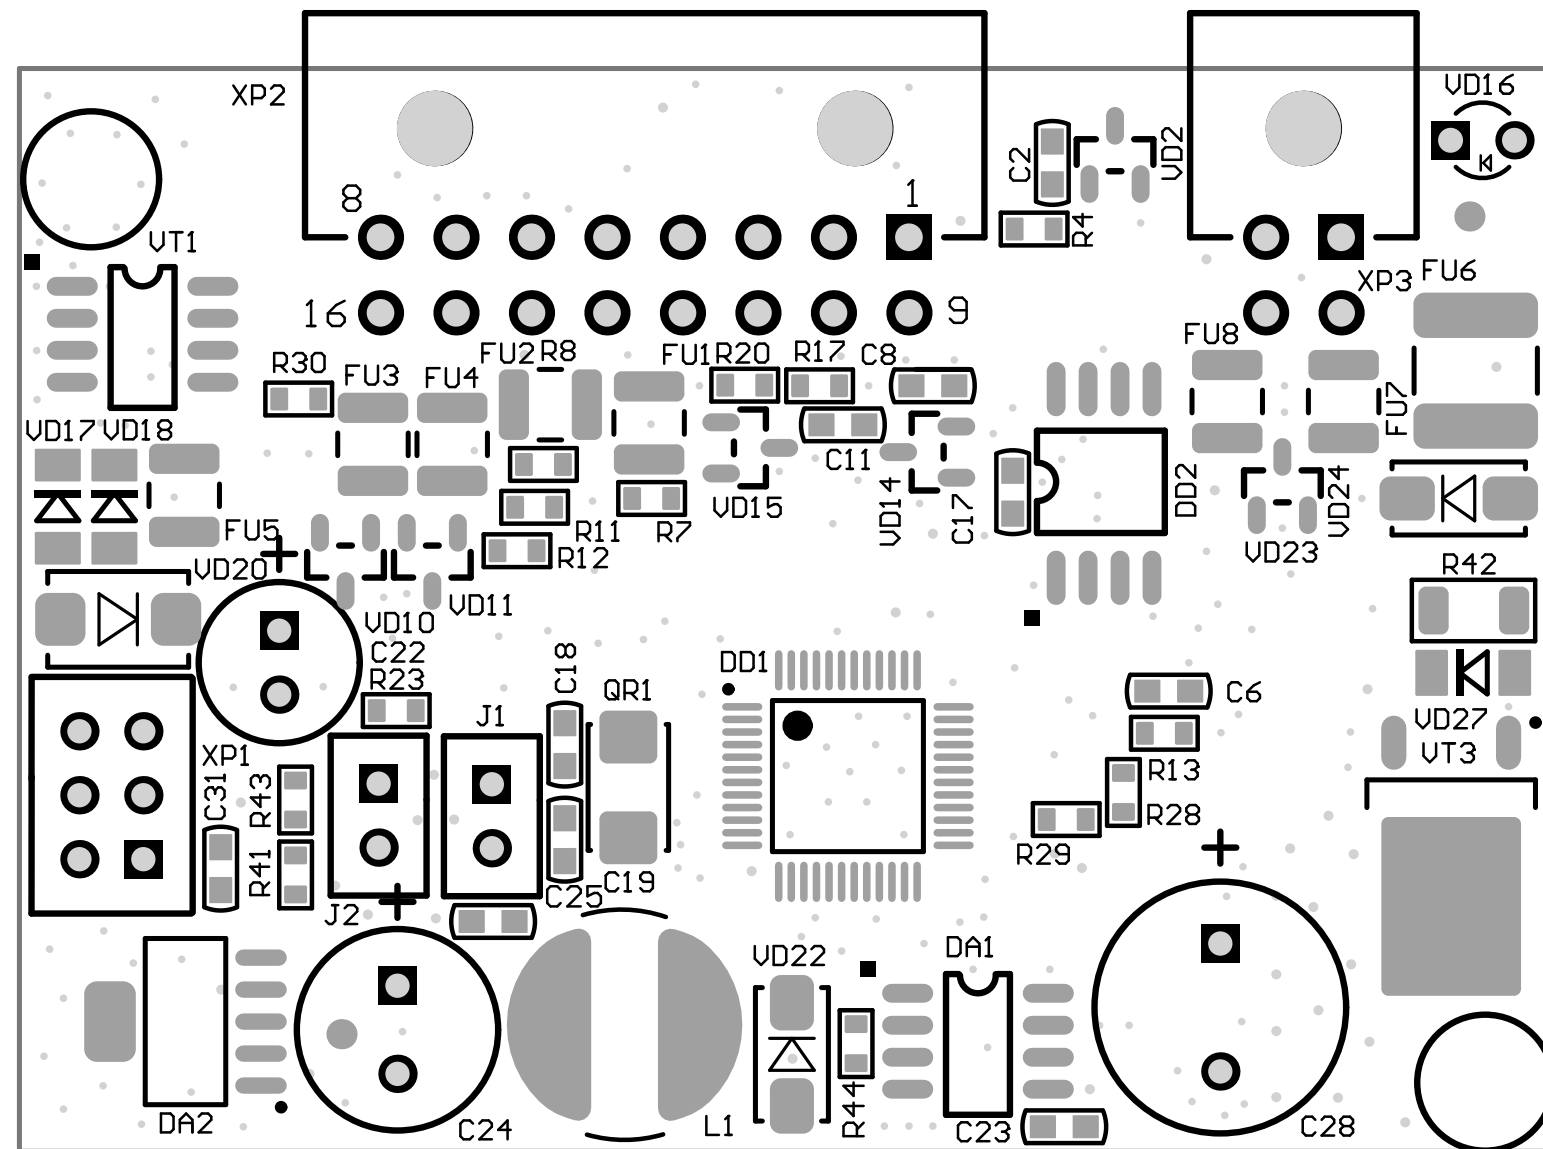 XP2
VD16
C2
VD2
8
1
R4
VT1
XP3
FU6
16
9
FU8
R30
FU3
FU4
FU2
R8
FU1
R20
R17
C8
FU7
VD17
VD18
C11
VD15
VD14
C17
DD2
VD24
FU5
R11
R7
VD23
R12
VD20
VD11
R42
VD10
C22
R23
C18
DD1
QR1
C6
J1
VD27
VT3
XP1
R13
C31
R43
R28
R29
R41
C19
C25
J2
VD22
DA1
DA2
C24
L1
R44
C23
C28